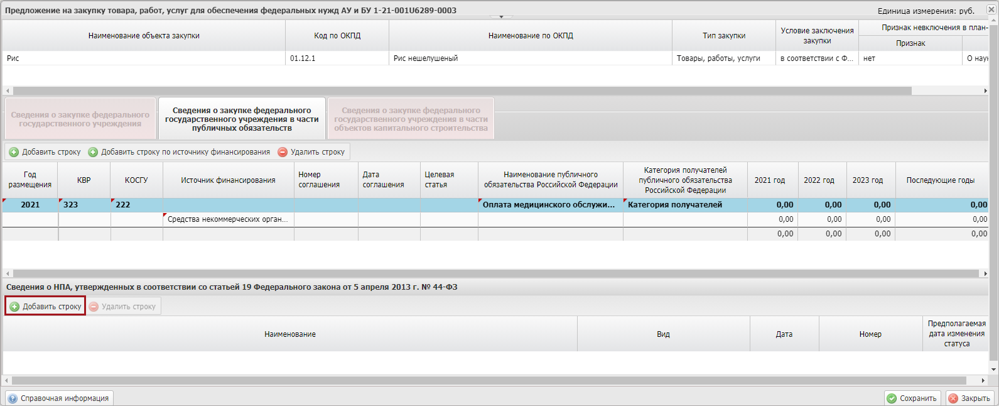 Предложение на закупку товара, работ, услуг для обеспечения федеральных нужд АУ и БУ 1-21-001U6289-0003
Единица измерения: руб.
Наименование объекта закупки
Код по ОКПД
Наименование по ОКПД
Тип закупки
Условие заключения
закупки
Признак невключения в план-
Признак
Рис
01.12.1
Рис нешелушеный
Товары, работы, услуги
в соответствии с Ф...
нет
О нау
Сведения о закупке федерального
государственного учреждения
Сведения о закупке федерального
государственного учреждения в части
публичных обязательств
Сведения о закупке федерального
государственного учреждения в части
объектов капитального строительства
Добавить строку
Добавить строку по источнику финансирования
Удалить строку
Год
размещения
КВР
КОСГУ
Источник финансирования
Номер
соглашения
Дата
соглашения
Целевая
статья
Наименование публичного
обязательства Российской Федерации
Категория получателей
публичного обязательства
Российской Федерации
2021 год
2022 год
2023 год
Последующие годы
2021
323
222
Оплата медицинского обслужи...
Категория получателей
0,00
0,00
0,00
0,00
Средства некоммерческих орган...
0,00
0,00
0,00
0,00
0,00
0,00
0,00
0,00
Сведения о НПА, утвержденных в соответствии со статьей 19 Федерального закона от 5 апреля 2013 г. № 44-ФЗ
Добавить строку
Удалить строку
Наименование
Вид
Дата
Номер
Предполагаемая
дата изменения
статуса
Справочная информация
Сохранить
Закрыть